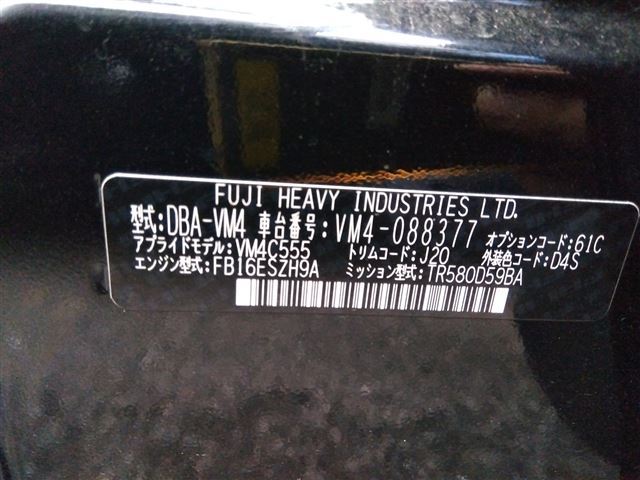 FUJI HEAVY INDUSTRIES LTD.
型式:DBA-VM4 車台番号:VM4-088377 オプションコード:61C
アプライドモデル:VM4C555 トリムコード:J20 外装色コード:D4S
エンジン型式:FB16ESZH9A ミッション型式:TR580D59BA